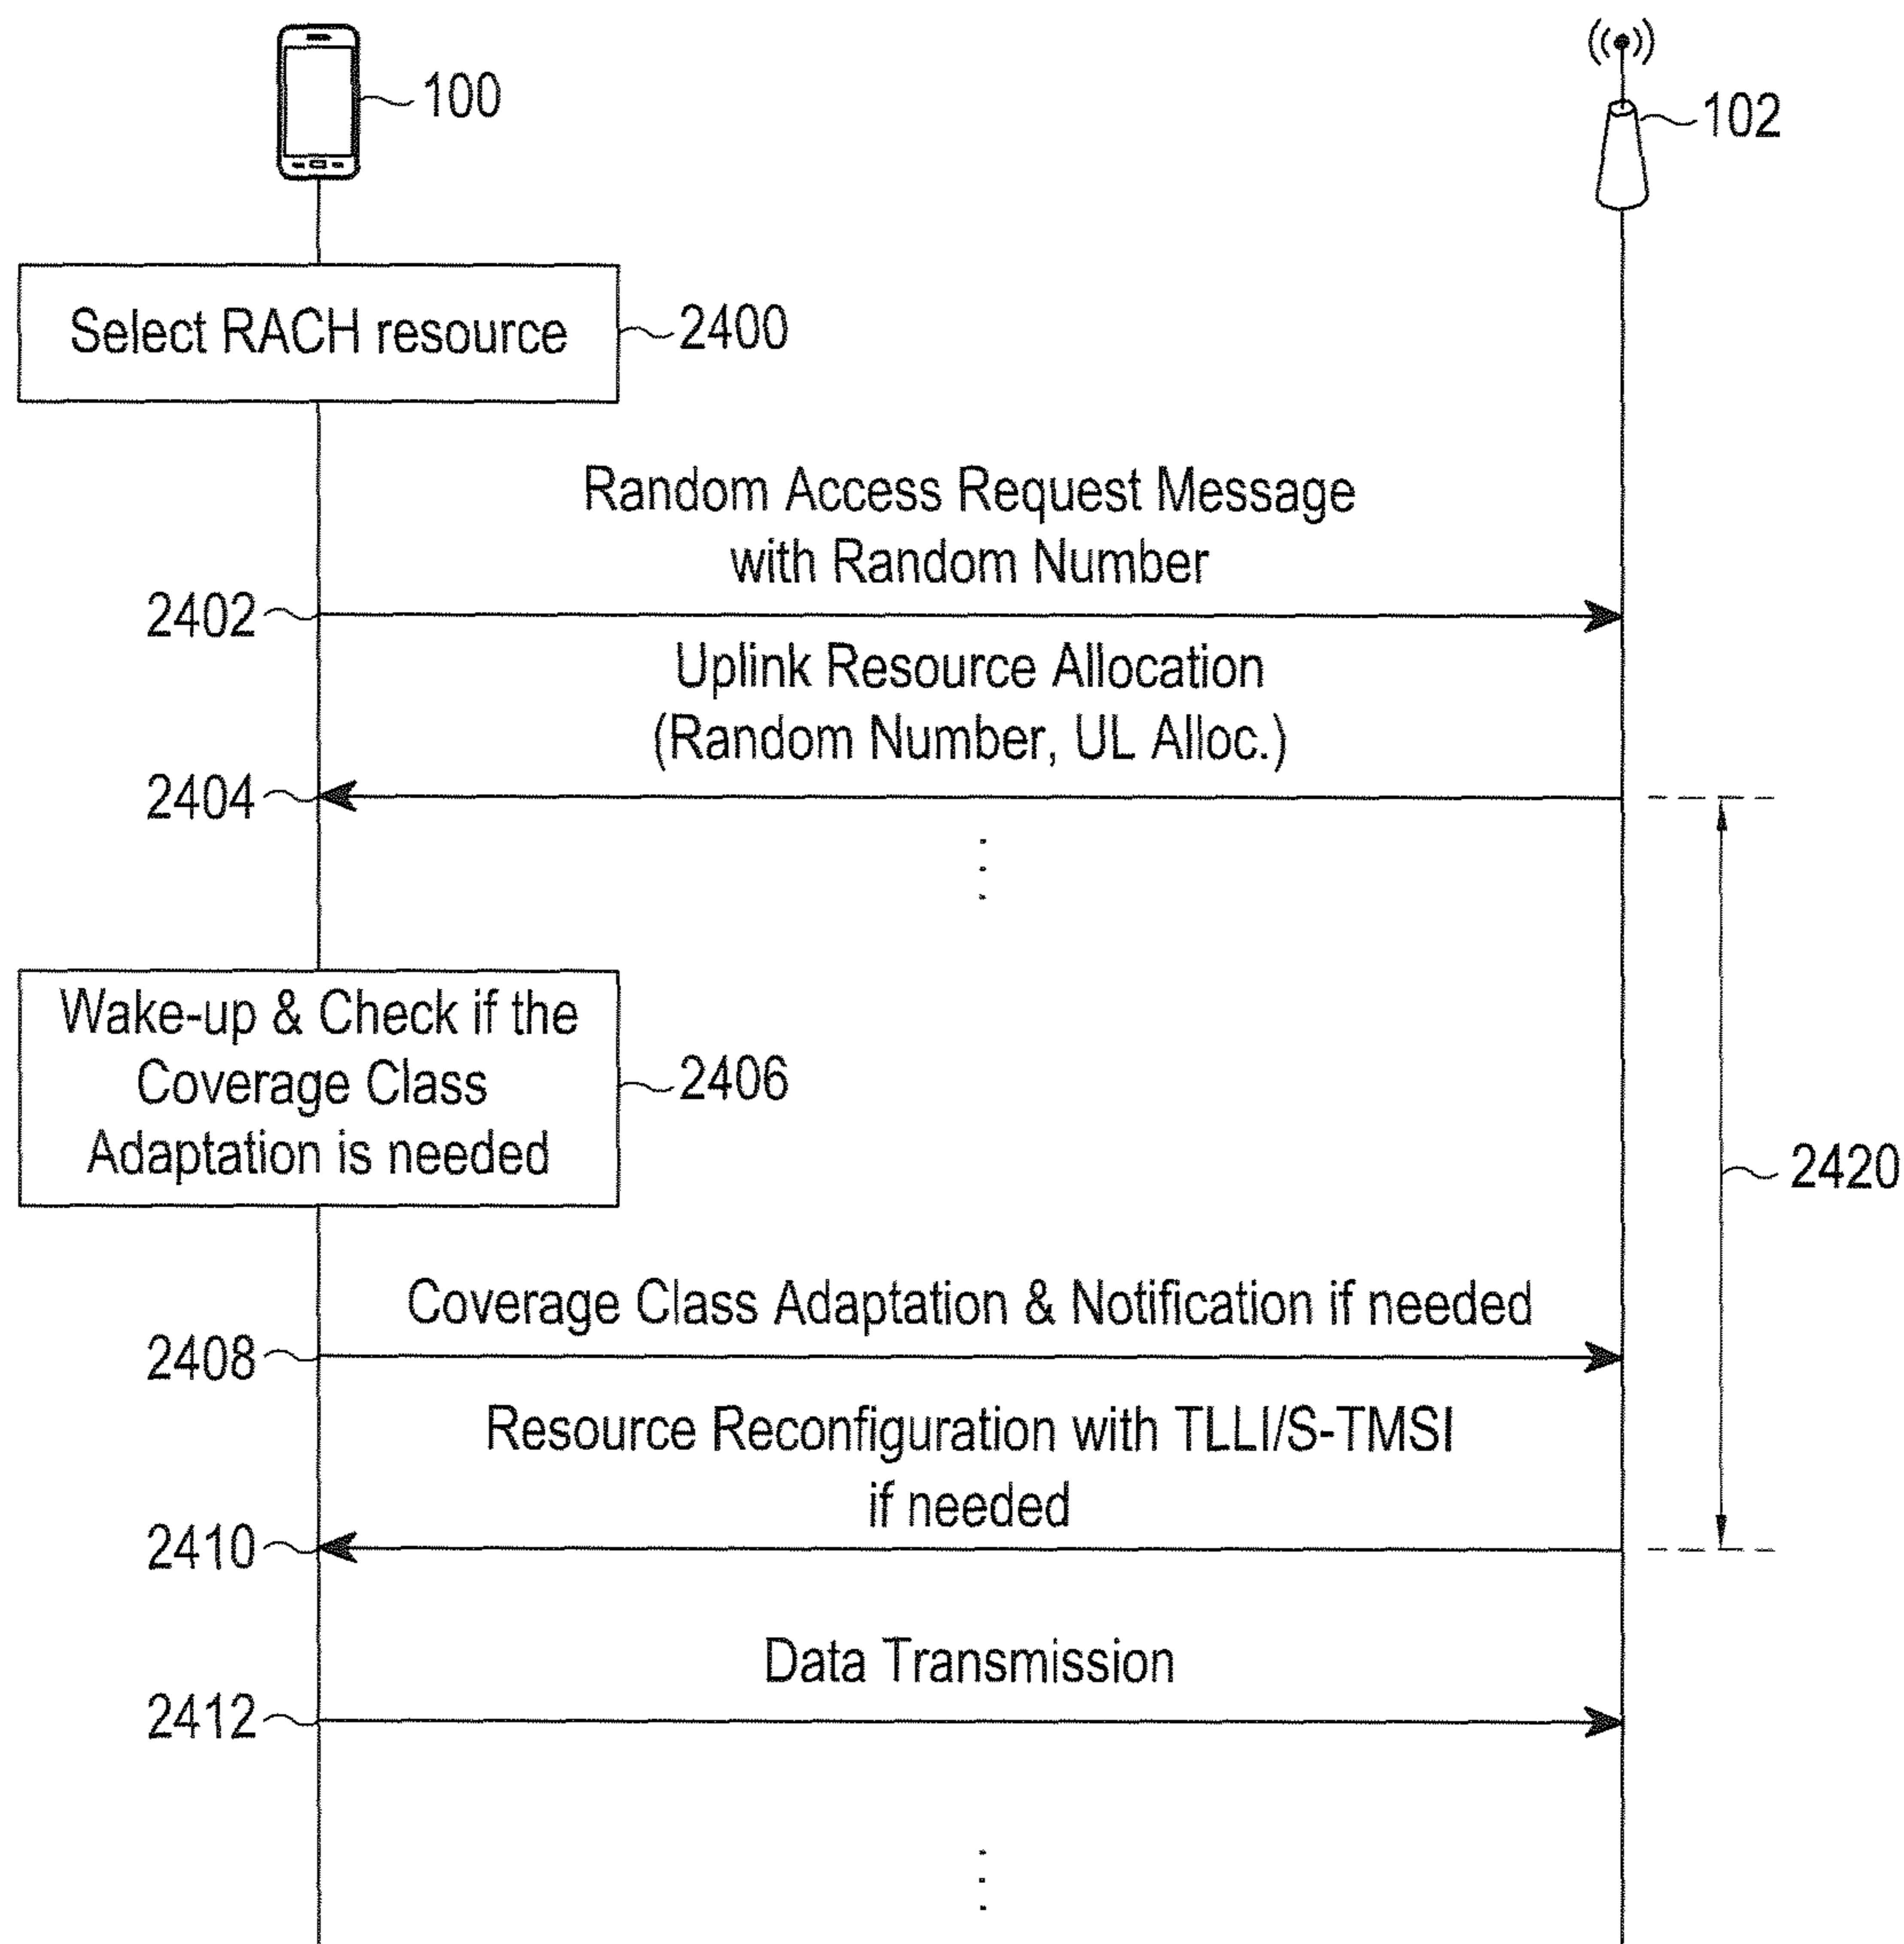 100
102
Select RACH resource
2400
Random Access Request Message
with Random Number
2402
Uplink Resource Allocation
(Random Number, UL Alloc.)
2404
Wake-up & Check if the
Coverage Class
Adaptation is needed
2406
2420
Coverage Class Adaptation & Notification if needed
2408
Resource Reconfiguration with TLLI/S-TMSI
if needed
2410
Data Transmission
2412